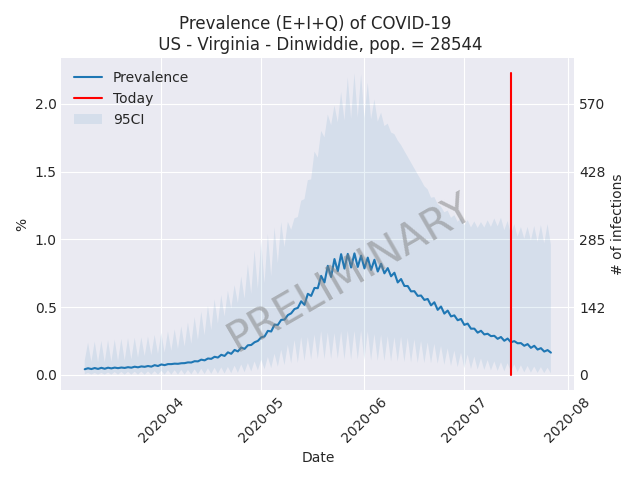 Prevalence (E+I+Q) of COVID-19
US - Virginia - Dinwiddie, pop. = 28544
Prevalence
Today
95CI
PRELIMINARY
%
2.0
1.5
1.0
0.5
0.0
570
428
285
142
0
# of infections
2020-04
2020-05
2020-06
2020-07
2020-08
Date